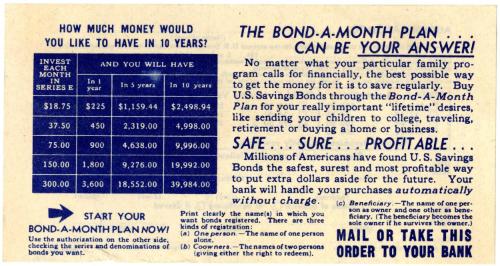 HOW MUCH MONEY WOULD
YOU LIKE TO HAVE IN 10 YEARS?
INVEST EACH MONTH IN SERIES E
AND YOU WILL HAVE
In 1 year In 5 years In 10 years
$18.75 $225 $1,159.44 $2,498.94
37.50 450 2,319.00 4,998.00
75.00 900 4,638.00 9,996.00
150.00 1,800 9,276.00 19,992.00
300.00 3,600 18,552.00 39,984.00
START YOUR
BOND-A-MONTH PLAN NOW!
Use the authorization on the other side,
checking the series and denominations of
bonds you want.
THE BOND-A-MONTH PLAN . . .
CAN BE YOUR ANSWER!
No matter what your particular family pro-
gram calls for financially, the best possible way
to get the money for it is to save regularly. Buy
U. S. Savings Bonds through the Bond-A-Month
Plan for your really important "lifetime" desires,
like sending your children to college, traveling,
retirement or buying a home or business.
SAFE . . . SURE . . . PROFITABLE . . .
Millions of Americans have found U. S. Savings
Bonds the safest, surest and most profitable way
to put extra dollars aside for the future. Your
bank will handle your purchases automatically
without charge.
Print clearly the name(s) in which you
want bonds registered. There are three
kinds of registration:
(a) One person.—The name of one person
alone.
(b) Coowners.—The names of two persons
(giving either the right to redeem).
(c) Beneficiary.—The name of one per-
son as owner and one other as bene-
ficiary. (The beneficiary becomes the
sole owner if he survives the owner.)
MAIL OR TAKE THIS
ORDER TO YOUR BANK